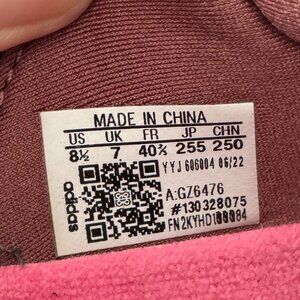 MADE IN CHINA
US UK FR JP CHN
8½ 7 40⅔ 255 250
YYJ 606004 06/22
adidas
A:GZ6476
#130328075